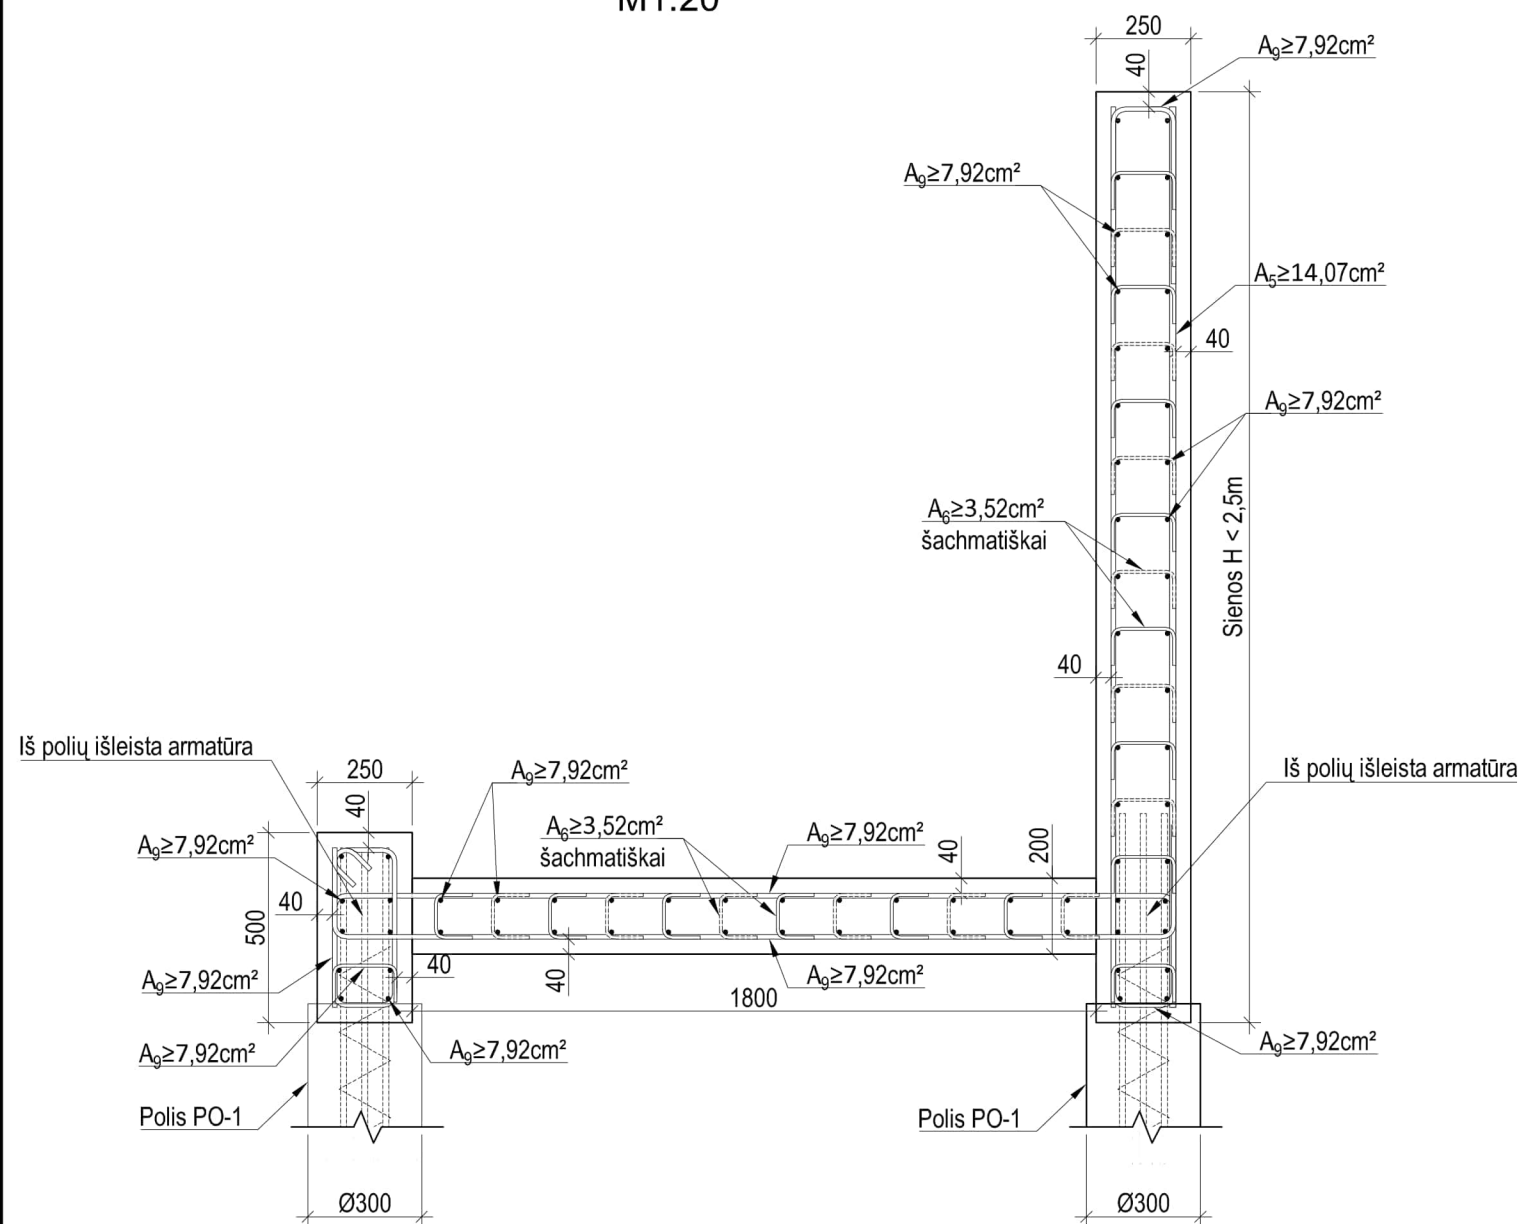 M1:20
250
40
A₉≥7,92cm²
A₉≥7,92cm²
A₅≥14,07cm²
40
A₉≥7,92cm²
A₆≥3,52cm²
šachmatiškai
Sienos H < 2,5m
40
Iš polių išleista armatūra
Iš polių išleista armatūra
250
A₉≥7,92cm²
40
A₉≥7,92cm²
A₆≥3,52cm²
šachmatiškai
A₉≥7,92cm²
40
200
40
500
A₉≥7,92cm²
40
40
A₉≥7,92cm²
1800
A₉≥7,92cm²
A₉≥7,92cm²
A₉≥7,92cm²
Polis PO-1
Polis PO-1
Ø300
Ø300